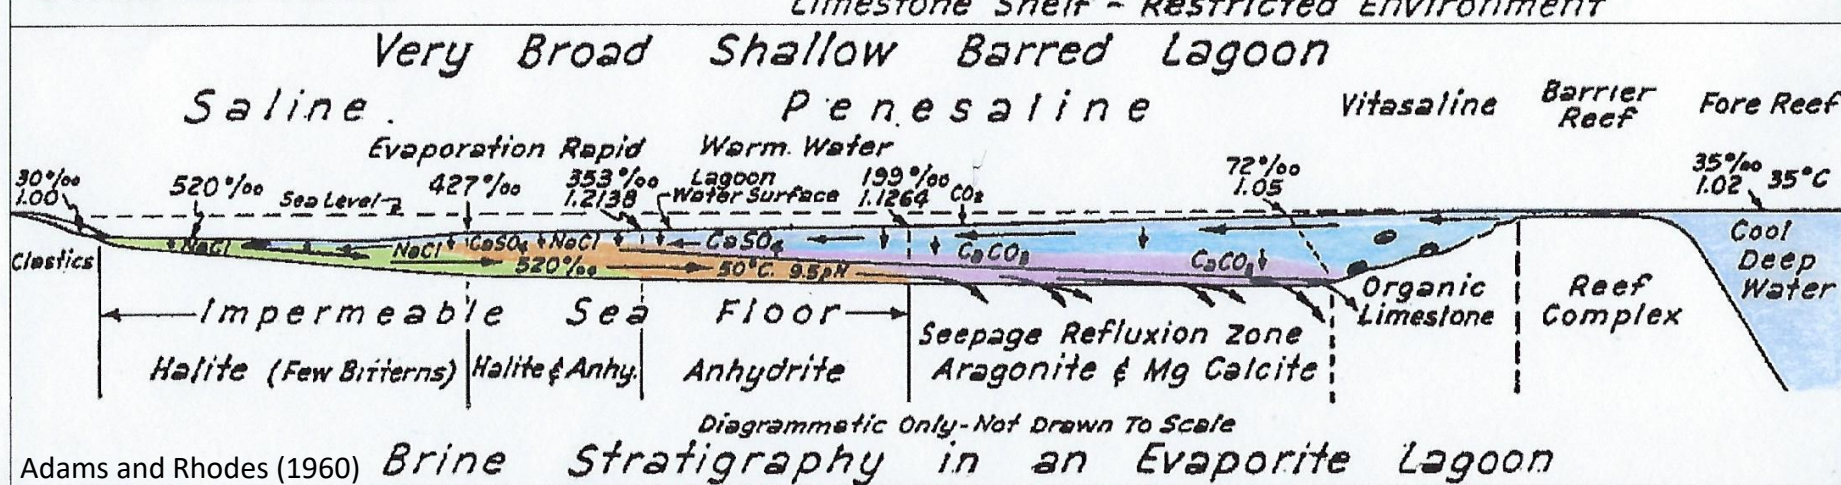 Limestone Shelf - Restricted Environment
Very Broad Shallow Barred Lagoon
Saline. Penesaline Vitasaline Barrier Reef Fore Reef
Evaporation Rapid Warm. Water
30‰ 1.00
520‰
Sea Level
427‰
353‰ 1.2138
Lagoon Water Surface
199‰ 1.1264
CO₂
72‰ 1.05
35‰ 1.02 35°C
NaCl NaCl CaSO₄ NaCl CaSO₄ CaCO₃ CaCO₃
520‰ 50°C. 9.5pH
Cool Deep Water
Clastics
Impermeable Sea Floor
Seepage Refluxion Zone
Organic Limestone
Reef Complex
Halite (Few Bitterns) Halite & Anhy. Anhydrite Aragonite & Mg Calcite
Diagrammatic Only-Not Drawn To Scale
Adams and Rhodes (1960) Brine Stratigraphy in an Evaporite Lagoon